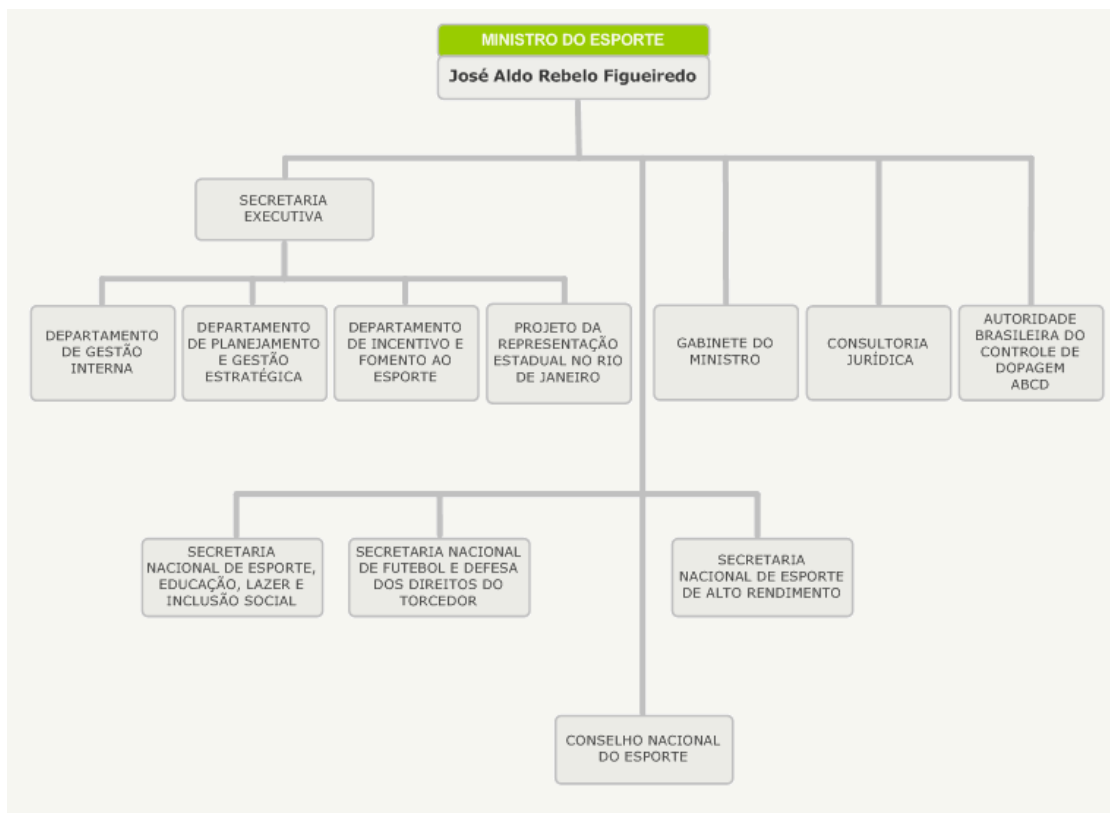 MINISTRO DO ESPORTE
José Aldo Rebelo Figueiredo
SECRETARIA
EXECUTIVA
DEPARTAMENTO
DE GESTÃO
INTERNA
DEPARTAMENTO
DE PLANEJAMENTO
E GESTÃO
ESTRATÉGICA
DEPARTAMENTO
DE INCENTIVO E
FOMENTO AO
ESPORTE
PROJETO DA
REPRESENTAÇÃO
ESTADUAL NO RIO
DE JANEIRO
GABINETE DO
MINISTRO
CONSULTORIA
JURÍDICA
AUTORIDADE
BRASILEIRA DO
CONTROLE DE
DOPAGEM
ABCD
SECRETARIA
NACIONAL DE ESPORTE,
EDUCAÇÃO, LAZER E
INCLUSÃO SOCIAL
SECRETARIA NACIONAL
DE FUTEBOL E DEFESA
DOS DIREITOS DO
TORCEDOR
SECRETARIA
NACIONAL DE ESPORTE
DE ALTO RENDIMENTO
CONSELHO NACIONAL
DO ESPORTE